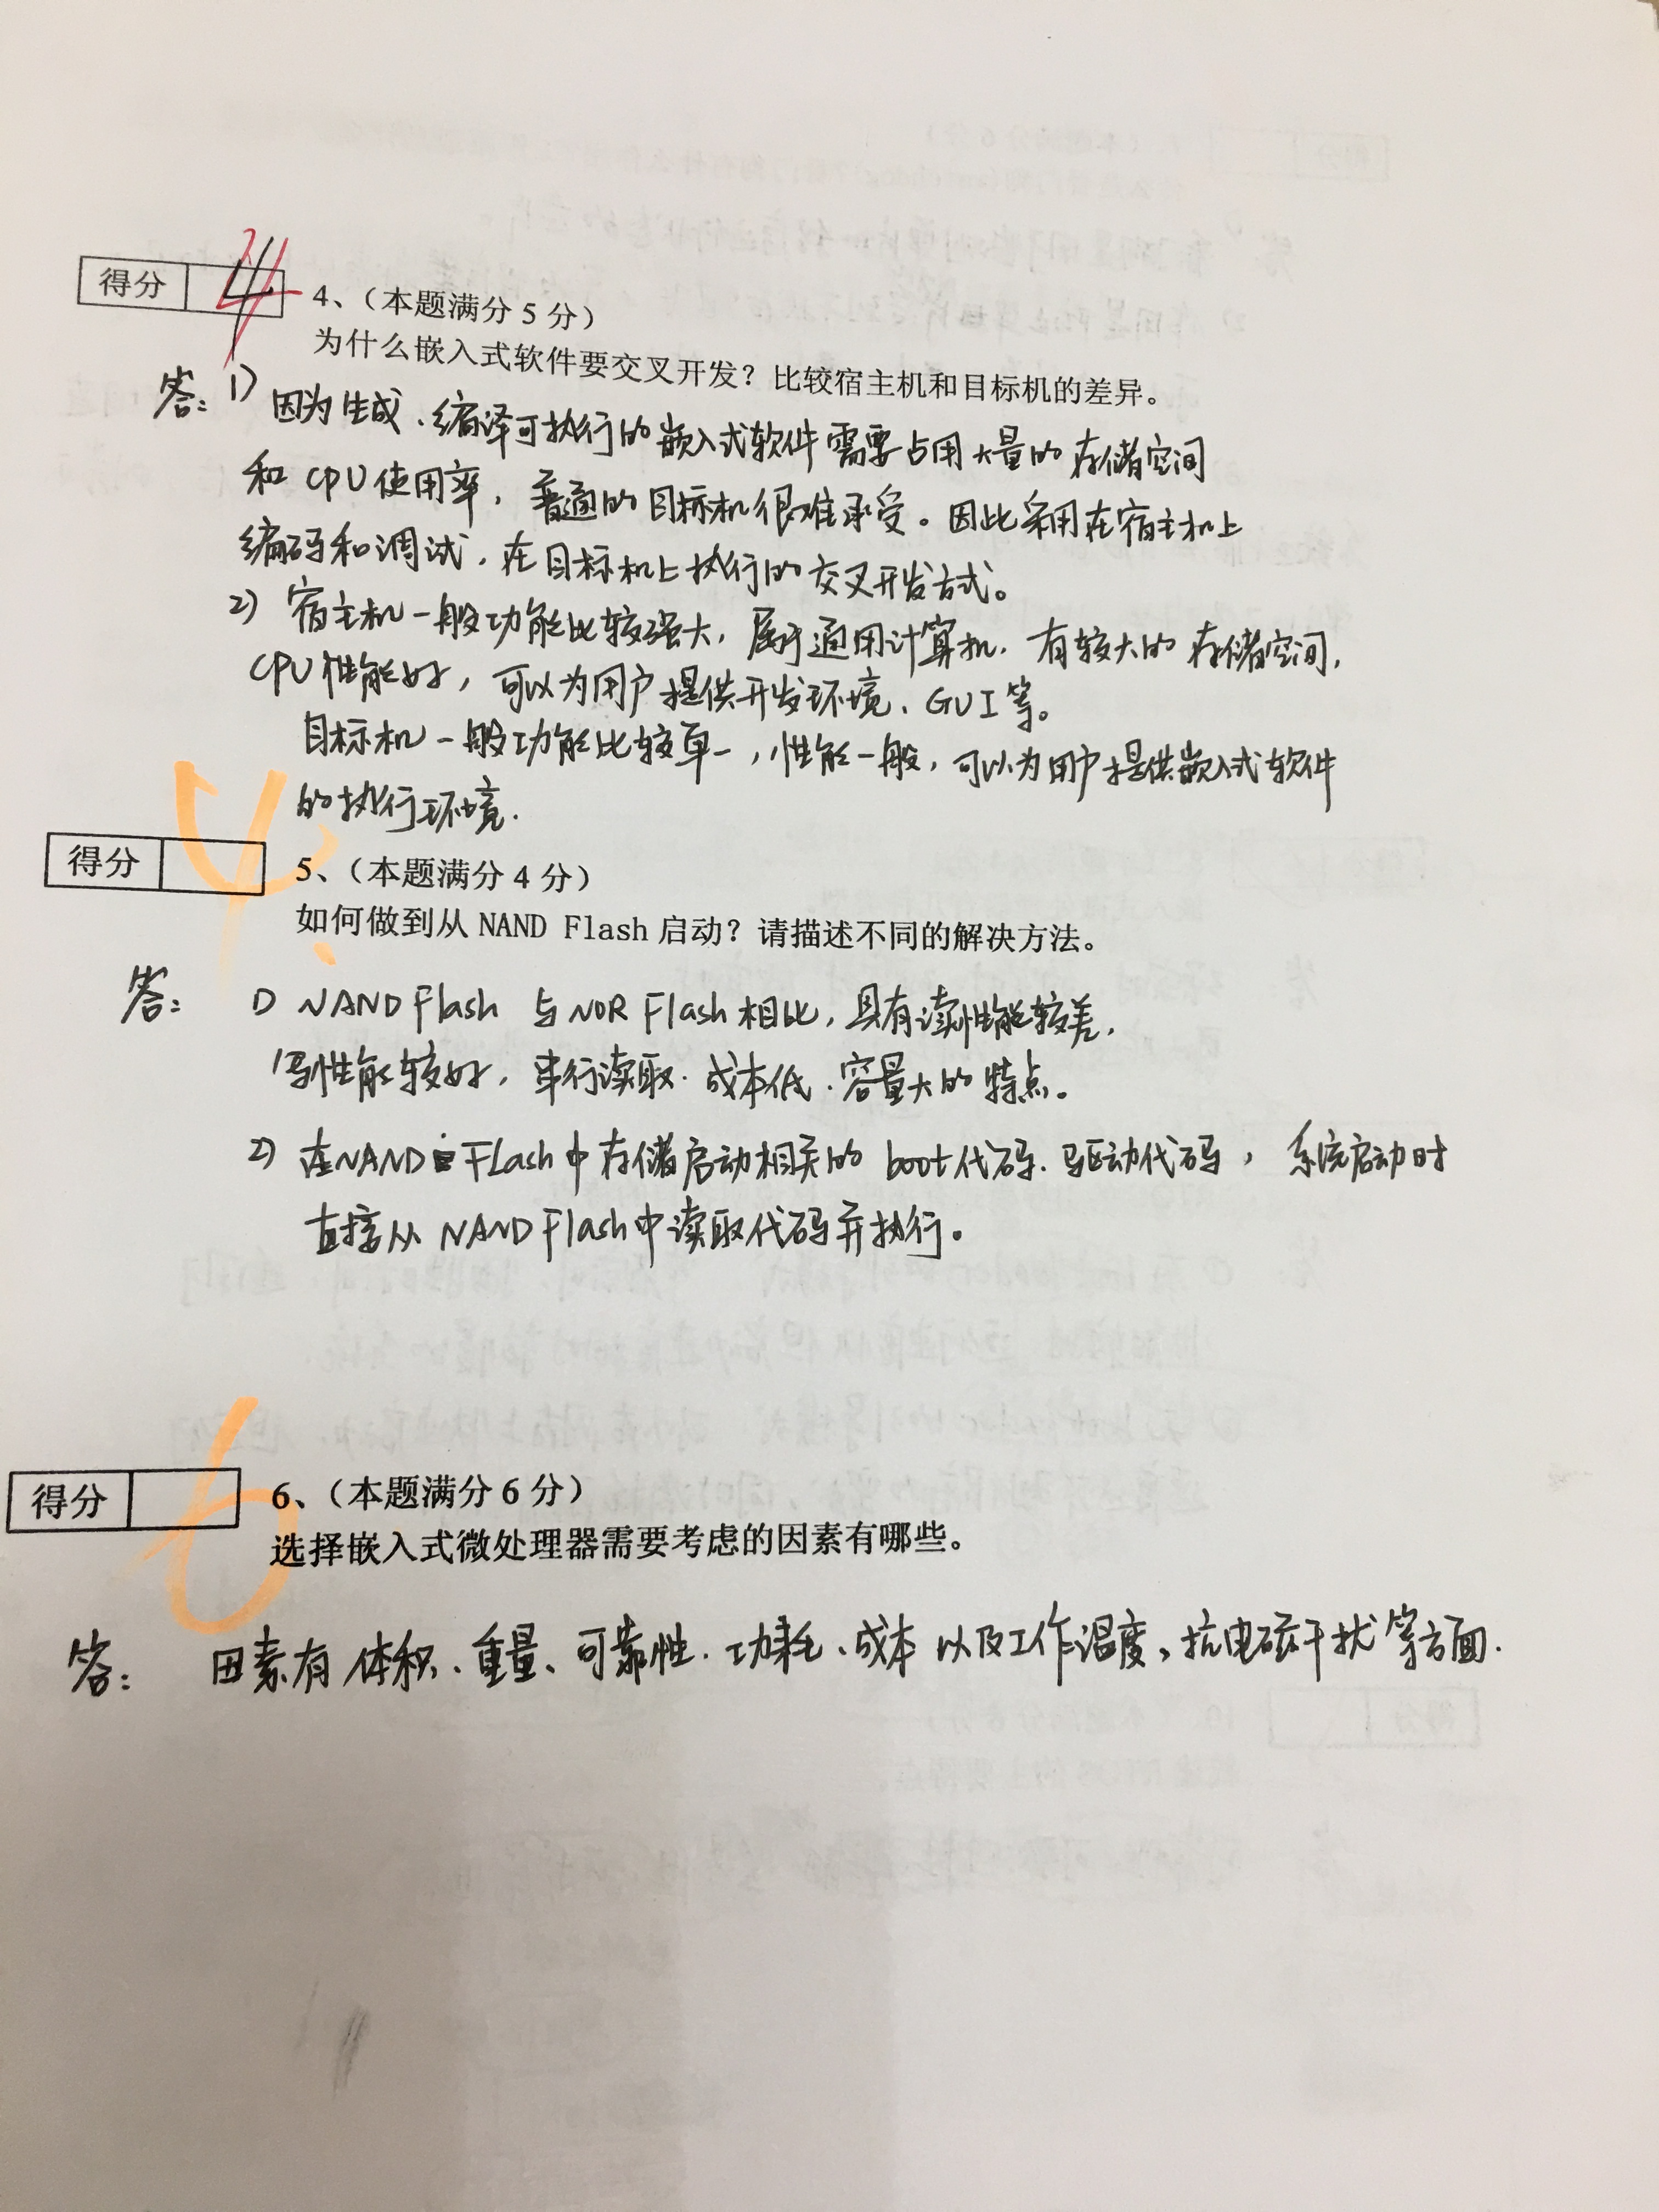 得分 4
4、（本题满分 5 分）
为什么嵌入式软件要交叉开发？比较宿主机和目标机的差异。
答：1) 因为生成、编译可执行的嵌入式软件需要占用大量的存储空间
和 CPU 使用率，普通的目标机很难承受。因此采用在宿主机上
编码和调试，在目标机上执行的交叉开发方式。
2) 宿主机一般功能比较强大，属于通用计算机，有较大的存储空间，
CPU性能好，可以为用户提供开发环境、GUI等。
目标机一般功能比较单一，性能一般，可以为用户提供嵌入式软件
的执行环境.
得分 4
5、（本题满分 4 分）
如何做到从 NAND Flash 启动？请描述不同的解决方法。
答： 1) NAND Flash 与 NOR Flash 相比，具有读性能较差，
写性能较好，串行读取、成本低、容量大的特点。
2) 在NAND Flash中存储启动相关的 boot代码、驱动代码，系统启动时
直接从 NAND Flash中读取代码并执行。
得分 6
6、（本题满分 6 分）
选择嵌入式微处理器需要考虑的因素有哪些。
答： 因素有 体积、重量、可靠性、功耗、成本 以及工作温度、抗电磁干扰等方面.